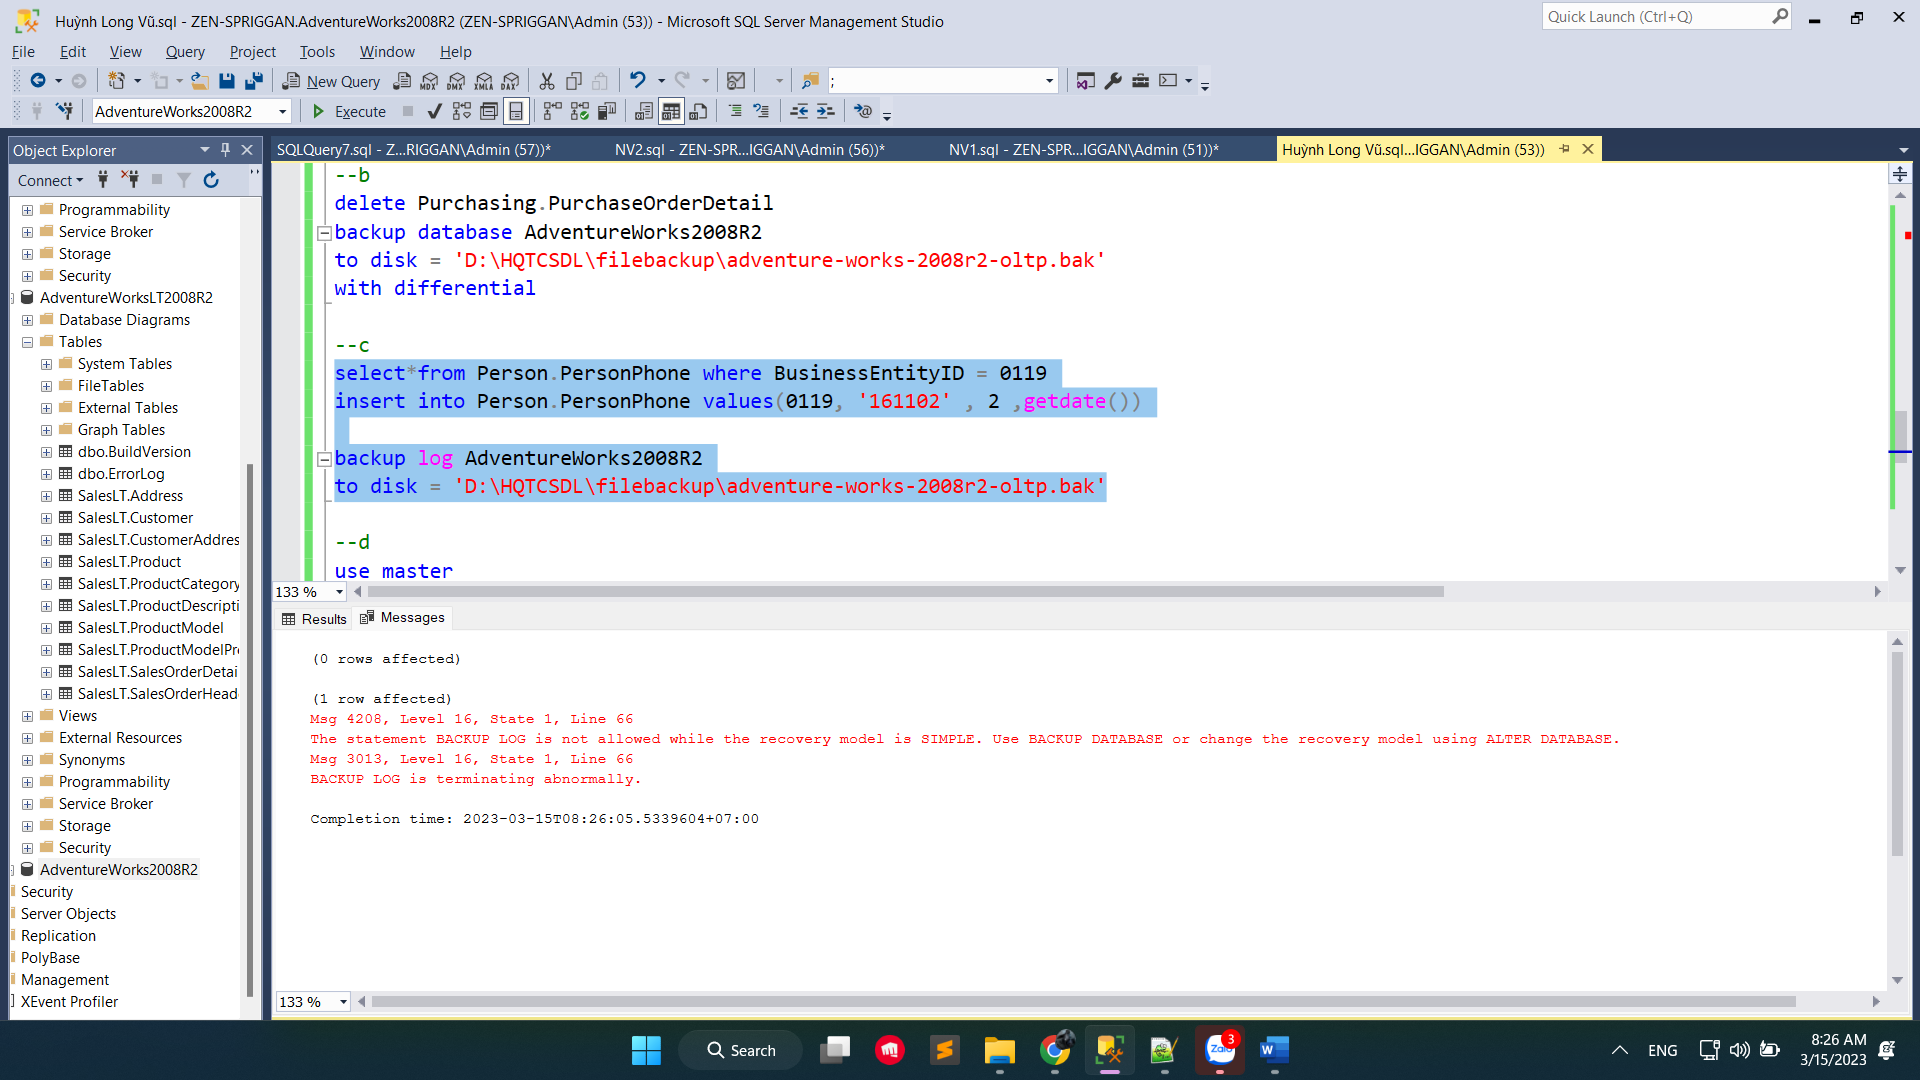 Huỳnh Long Vũ.sql - ZEN-SPRIGGAN.AdventureWorks2008R2 (ZEN-SPRIGGAN\Admin (53)) - Microsoft SQL Server Management Studio
Quick Launch (Ctrl+Q)
File Edit View Query Project Tools Window Help
New Query MDX DMX XMLA DAX ;
AdventureWorks2008R2 Execute
Object Explorer
Connect
Programmability
Service Broker
Storage
Security
AdventureWorksLT2008R2
Database Diagrams
Tables
System Tables
FileTables
External Tables
Graph Tables
dbo.BuildVersion
dbo.ErrorLog
SalesLT.Address
SalesLT.Customer
SalesLT.CustomerAddres
SalesLT.Product
SalesLT.ProductCategory
SalesLT.ProductDescripti
SalesLT.ProductModel
SalesLT.ProductModelPr
SalesLT.SalesOrderDetai
SalesLT.SalesOrderHead
Views
External Resources
Synonyms
Programmability
Service Broker
Storage
Security
AdventureWorks2008R2
Security
Server Objects
Replication
PolyBase
Management
XEvent Profiler
SQLQuery7.sql - Z...RIGGAN\Admin (57))* NV2.sql - ZEN-SPR...IGGAN\Admin (56))* NV1.sql - ZEN-SPR...IGGAN\Admin (51))* Huỳnh Long Vũ.sql...IGGAN\Admin (53))
--b
delete Purchasing.PurchaseOrderDetail
backup database AdventureWorks2008R2
to disk = 'D:\HQTCSDL\filebackup\adventure-works-2008r2-oltp.bak'
with differential
--c
select*from Person.PersonPhone where BusinessEntityID = 0119
insert into Person.PersonPhone values(0119, '161102' , 2 ,getdate())
backup log AdventureWorks2008R2
to disk = 'D:\HQTCSDL\filebackup\adventure-works-2008r2-oltp.bak'
--d
use master
133 %
Results Messages
(0 rows affected)
(1 row affected)
Msg 4208, Level 16, State 1, Line 66
The statement BACKUP LOG is not allowed while the recovery model is SIMPLE. Use BACKUP DATABASE or change the recovery model using ALTER DATABASE.
Msg 3013, Level 16, State 1, Line 66
BACKUP LOG is terminating abnormally.
Completion time: 2023-03-15T08:26:05.5339604+07:00
133 %
Search
Zalo 3
W
ENG
8:26 AM
3/15/2023